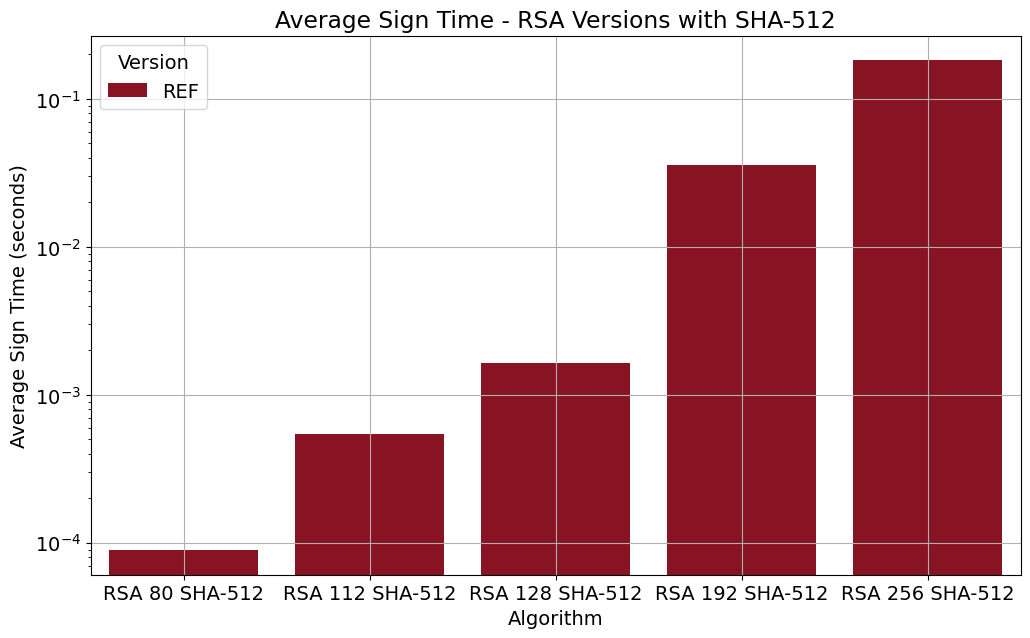 Average Sign Time - RSA Versions with SHA-512
Version
REF
Average Sign Time (seconds)
10⁻¹
10⁻²
10⁻³
10⁻⁴
RSA 80 SHA-512
RSA 112 SHA-512
RSA 128 SHA-512
RSA 192 SHA-512
RSA 256 SHA-512
Algorithm